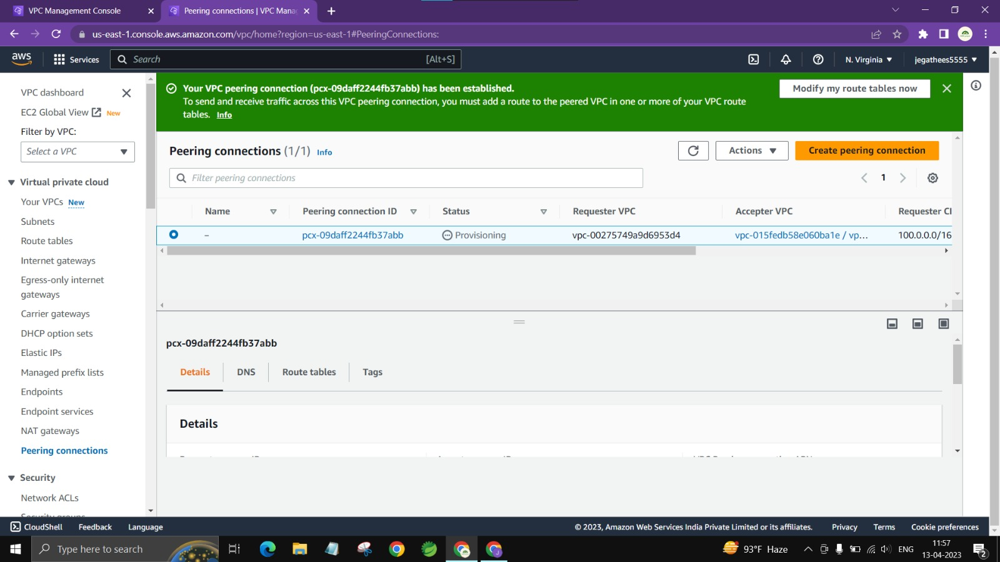 VPC Management Console
Peering connections | VPC Mana
us-east-1.console.aws.amazon.com/vpc/home?region=us-east-1#PeeringConnections:
aws
Services
Search
[Alt+S]
N. Virginia
jegathees5555
VPC dashboard
EC2 Global View
New
Filter by VPC:
Select a VPC
Virtual private cloud
Your VPCs New
Subnets
Route tables
Internet gateways
Egress-only internet
gateways
Carrier gateways
DHCP option sets
Elastic IPs
Managed prefix lists
Endpoints
Endpoint services
NAT gateways
Peering connections
Security
Network ACLs
Security groups
Your VPC peering connection (pcx-09daff2244fb37abb) has been established.
To send and receive traffic across this VPC peering connection, you must add a route to the peered VPC in one or more of your VPC route
tables. Info
Modify my route tables now
Peering connections (1/1) Info
Actions
Create peering connection
Filter peering connections
1
Name
Peering connection ID
Status
Requester VPC
Accepter VPC
Requester CI
–
pcx-09daff2244fb37abb
Provisioning
vpc-00275749a9d6953d4
vpc-015fedb58e060ba1e / vp...
100.0.0.0/16
pcx-09daff2244fb37abb
Details
DNS
Route tables
Tags
Details
CloudShell
Feedback
Language
© 2023, Amazon Web Services India Private Limited or its affiliates.
Privacy
Terms
Cookie preferences
Type here to search
93°F Haze
ENG
11:57
13-04-2023
2